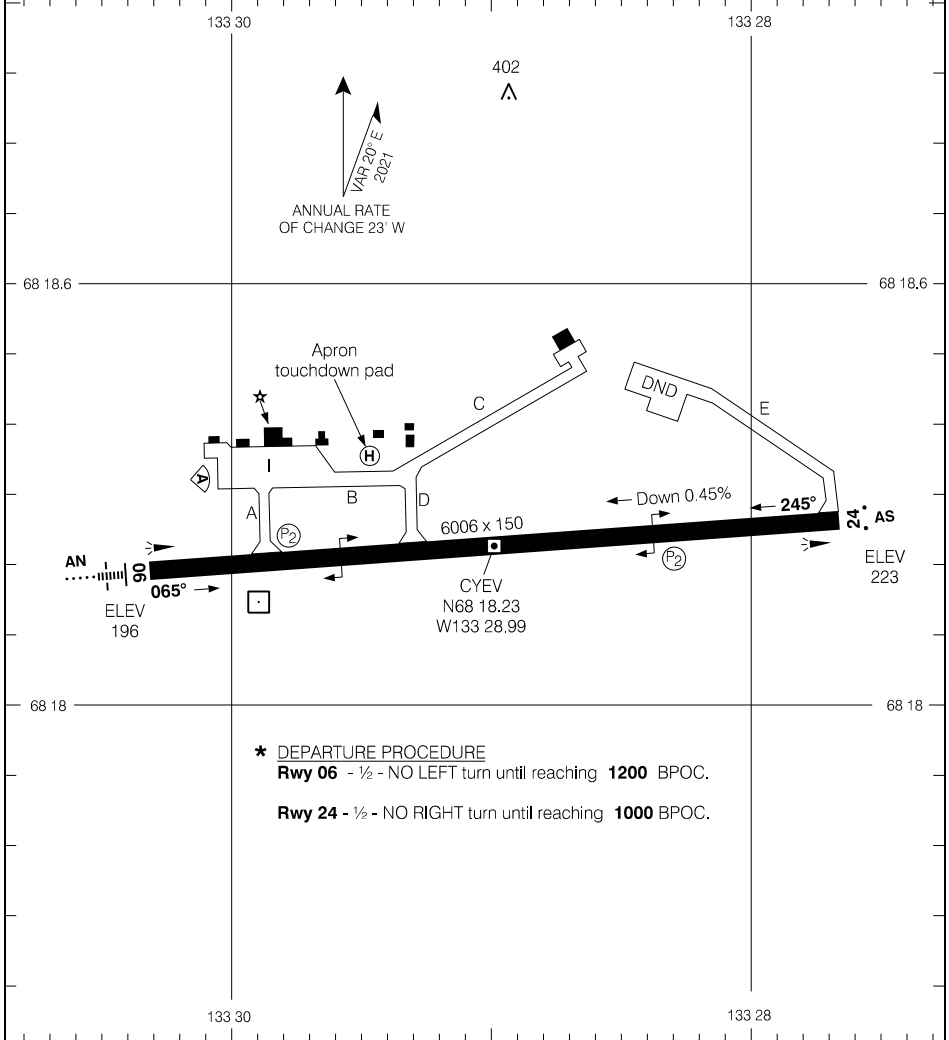 133 30
133 28
402
VAR 20° E
2021
ANNUAL RATE
OF CHANGE 23' W
68 18.6
68 18.6
Apron
touchdown pad
C
DND
E
H
I
A
B
D
A
P2
6006 x 150
Down 0.45%
245°
24
AS
AN
06
065°
P2
ELEV
223
ELEV
196
CYEV
N68 18.23
W133 28.99
68 18
68 18
* DEPARTURE PROCEDURE
Rwy 06 - ½ - NO LEFT turn until reaching 1200 BPOC.
Rwy 24 - ½ - NO RIGHT turn until reaching 1000 BPOC.
133 30
133 28